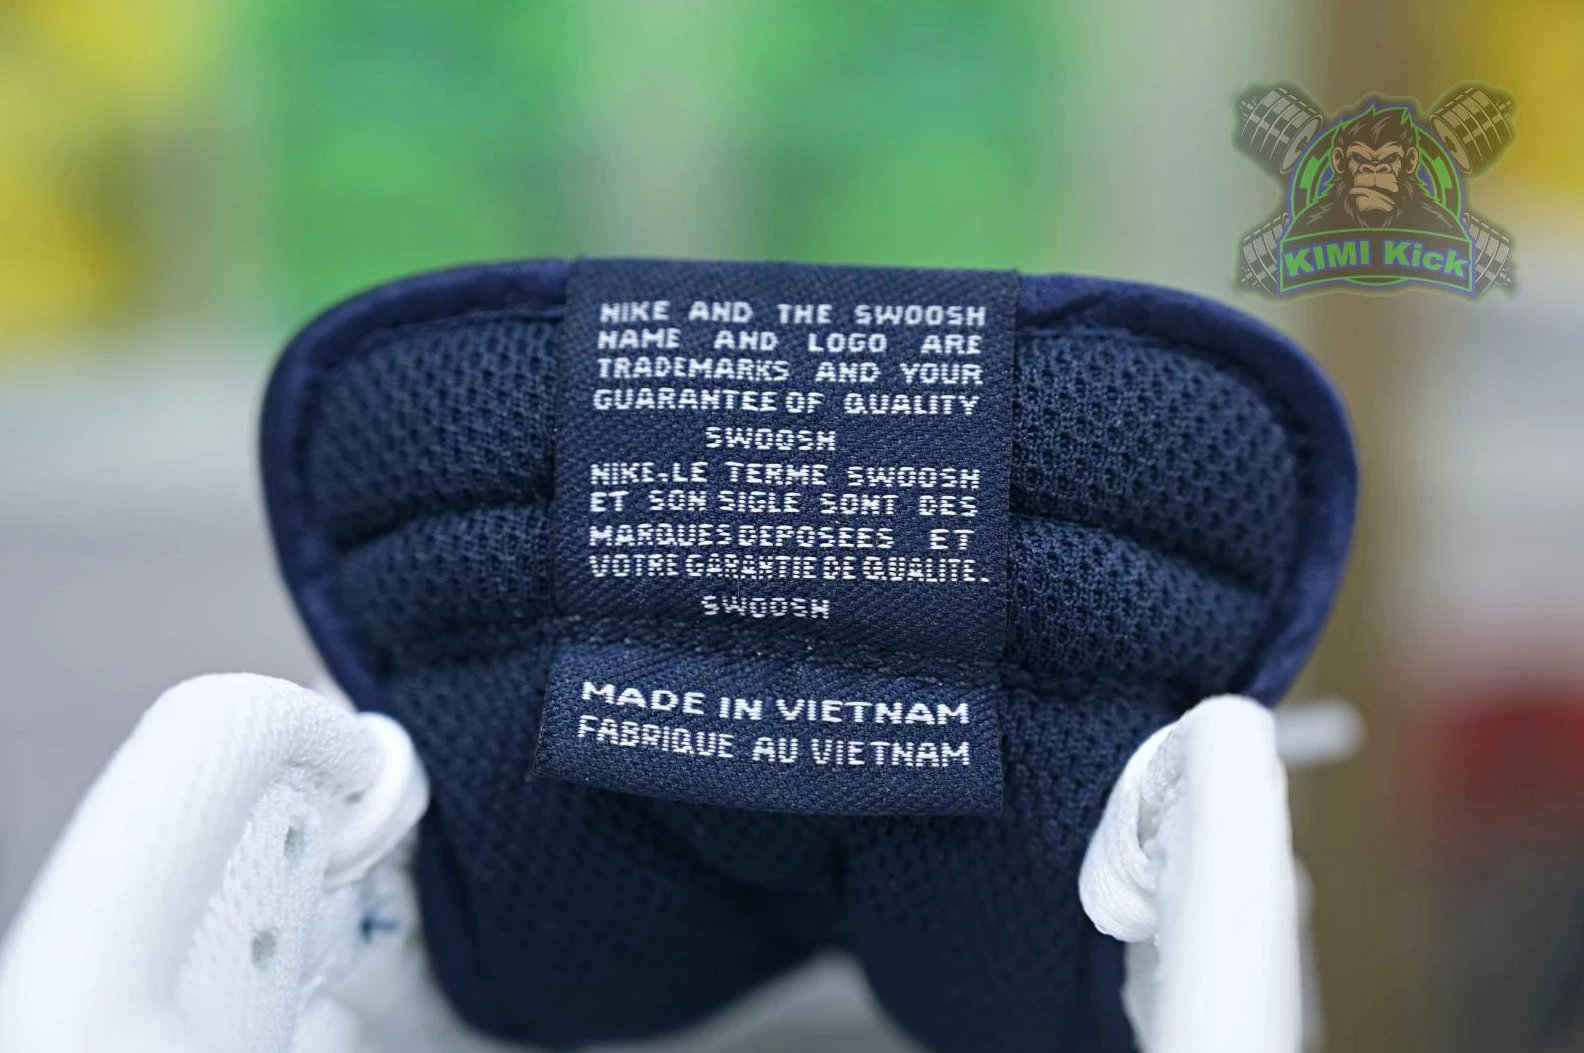 NIKE AND THE SWOOSH
NAME AND LOGO ARE
TRADEMARKS AND YOUR
GUARANTEE OF QUALITY
SWOOSH
NIKE-LE TERME SWOOSH
ET SON SIGLE SONT DES
MARQUES DEPOSEES ET
VOTRE GARANTIE DE QUALITE.
SWOOSH
MADE IN VIETNAM
FABRIQUE AU VIETNAM
KIMI Kick